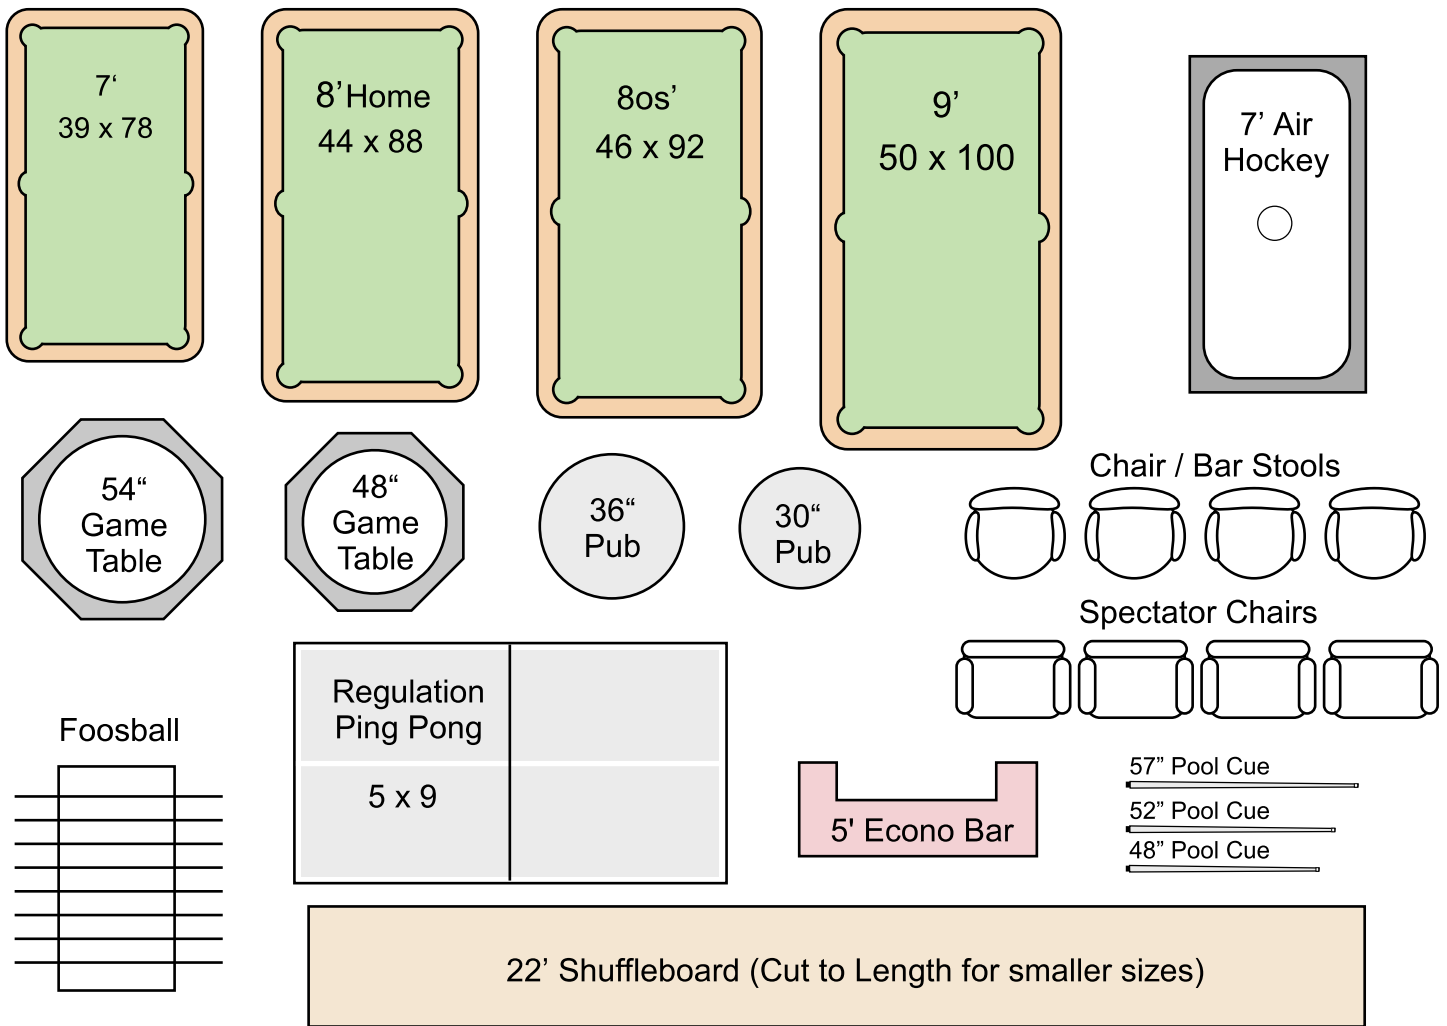 7‘
39 x 78
8’Home
44 x 88
8os’
46 x 92
9’
50 x 100
7’ Air
Hockey
54“
Game
Table
48“
Game
Table
36“
Pub
30“
Pub
Chair / Bar Stools
Spectator Chairs
Foosball
Regulation
Ping Pong
5 x 9
5' Econo Bar
57” Pool Cue
52” Pool Cue
48” Pool Cue
22’ Shuffleboard (Cut to Length for smaller sizes)